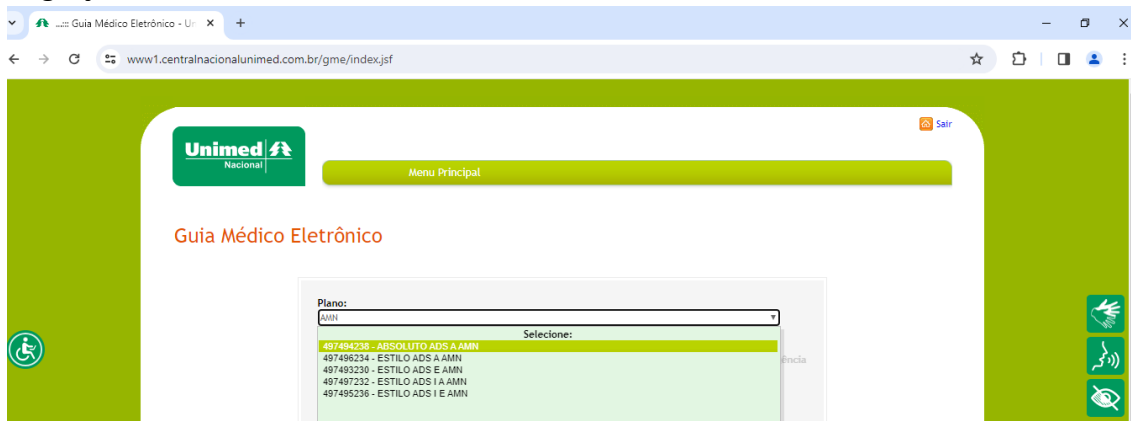 ...::: Guia Médico Eletrônico - Un
www1.centralnacionalunimed.com.br/gme/index.jsf
Sair
Unimed
Nacional
Menu Principal
Guia Médico Eletrônico
Plano:
AMN
Selecione:
497494238 - ABSOLUTO ADS A AMN
497496234 - ESTILO ADS A AMN
497493230 - ESTILO ADS E AMN
497497232 - ESTILO ADS I A AMN
497495236 - ESTILO ADS I E AMN